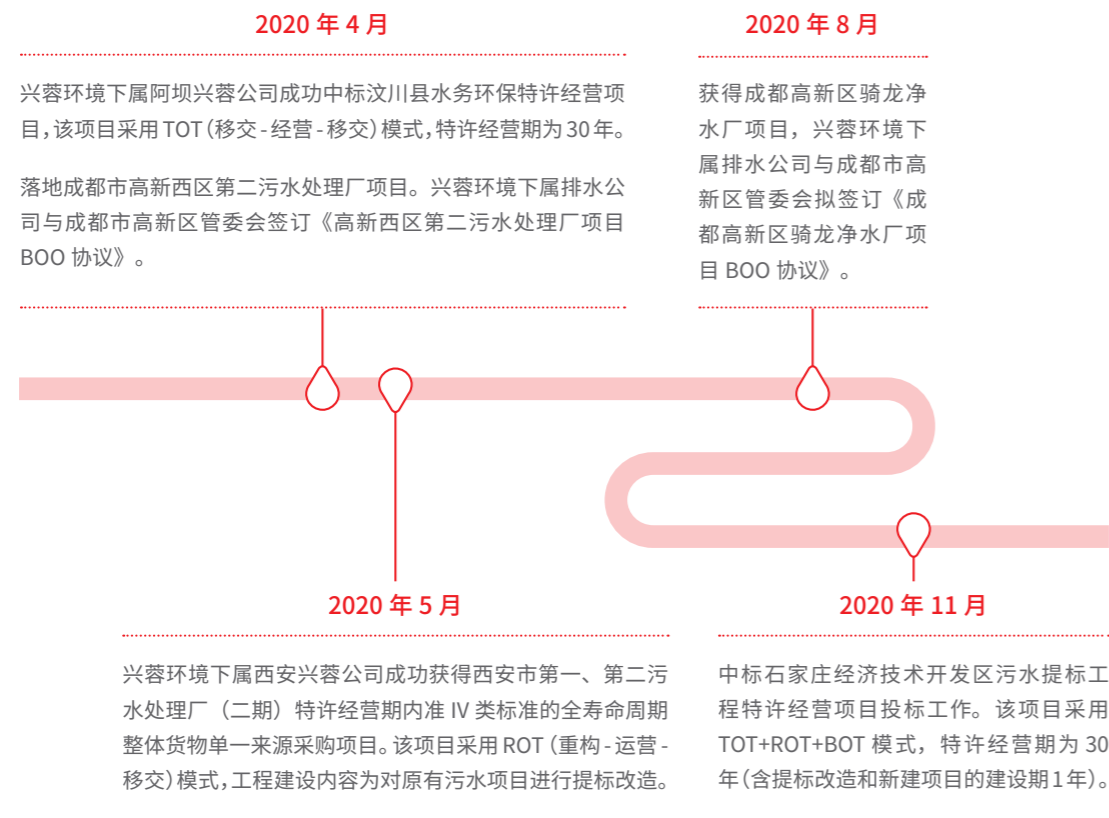 2020 年 4 月
兴蓉环境下属阿坝兴蓉公司成功中标汶川县水务环保特许经营项
目，该项目采用 TOT（移交 - 经营 - 移交）模式，特许经营期为 30 年。
落地成都市高新西区第二污水处理厂项目。兴蓉环境下属排水公
司与成都市高新区管委会签订《高新西区第二污水处理厂项目
BOO 协议》。
2020 年 8 月
获得成都高新区骑龙净
水厂项目，兴蓉环境下
属排水公司与成都市高
新区管委会拟签订《成
都高新区骑龙净水厂项
目 BOO 协议》。
2020 年 5 月
兴蓉环境下属西安兴蓉公司成功获得西安市第一、第二污
水处理厂（二期）特许经营期内准 IV 类标准的全寿命周期
整体货物单一来源采购项目。该项目采用 ROT（重构 - 运营 -
移交）模式，工程建设内容为对原有污水项目进行提标改造。
2020 年 11 月
中标石家庄经济技术开发区污水提标工
程特许经营项目投标工作。该项目采用
TOT+ROT+BOT 模式，特许经营期为 30
年（含提标改造和新建项目的建设期 1 年）。